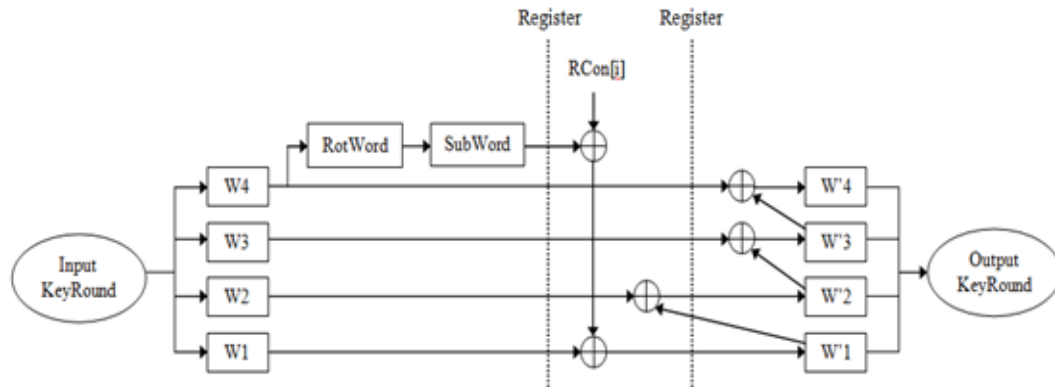 Register
Register
RCon[i]
RotWord
SubWord
W4
W'4
W3
W'3
Input
KeyRound
Output
KeyRound
W2
W'2
W1
W'1